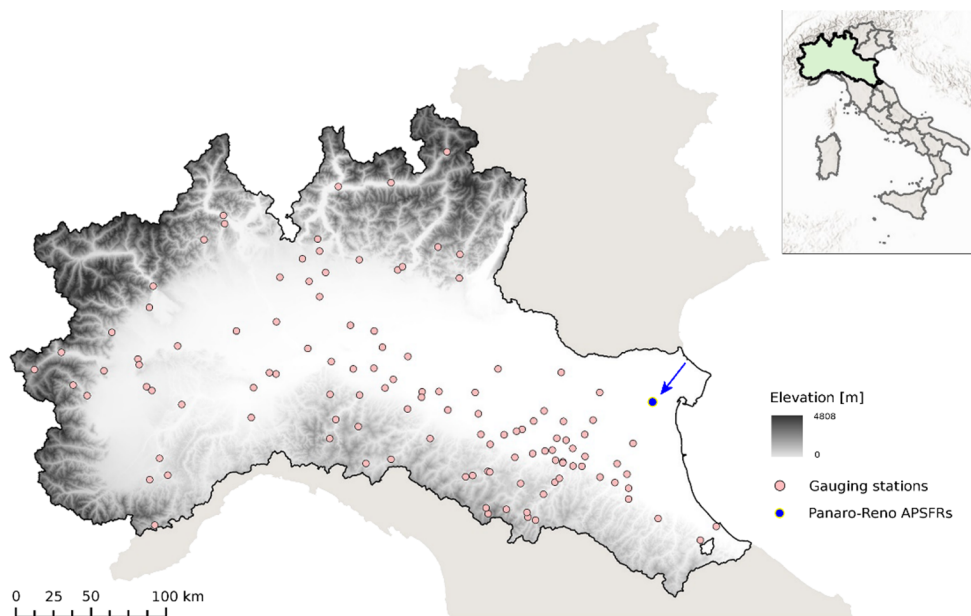 Elevation [m]
4808
0
Gauging stations
Panaro-Reno APSFRs
0 25 50 100 km